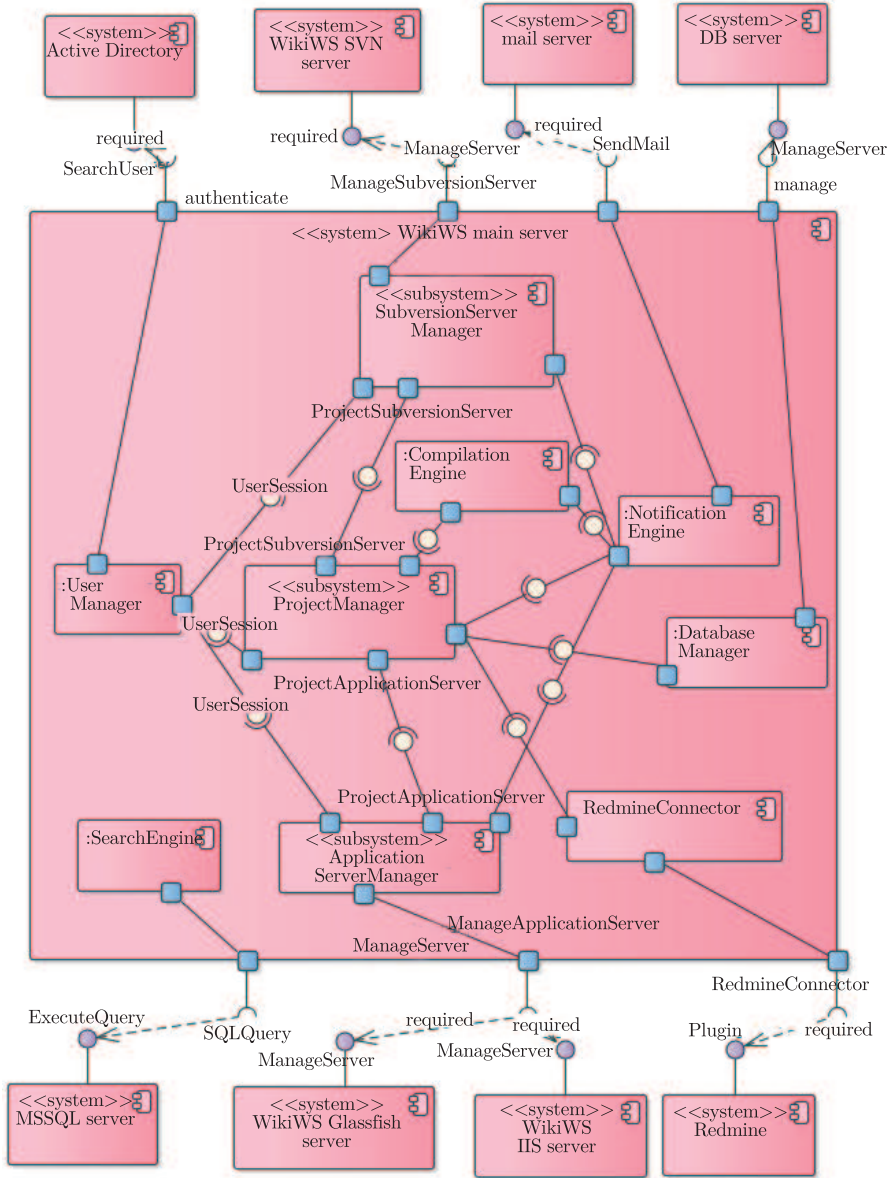 <<system>>
Active Directory
<<system>>
WikiWS SVN
server
<<system>>
mail server
<<system>>
DB server
required
SearchUser
required
ManageServer
ManageSubversionServer
required
SendMail
ManageServer
manage
authenticate
<<system> WikiWS main server
<<subsystem>>
SubversionServer
Manager
ProjectSubversionServer
:Compilation
Engine
UserSession
:Notification
Engine
ProjectSubversionServer
:User
Manager
<<subsystem>>
ProjectManager
UserSession
:Database
Manager
ProjectApplicationServer
UserSession
ProjectApplicationServer
RedmineConnector
:SearchEngine
<<subsystem>>
Application
ServerManager
ManageApplicationServer
ManageServer
RedmineConnector
ExecuteQuery
SQLQuery
required
ManageServer
required
ManageServer
Plugin
required
<<system>>
MSSQL server
<<system>>
WikiWS Glassfish
server
<<system>>
WikiWS
IIS server
<<system>>
Redmine